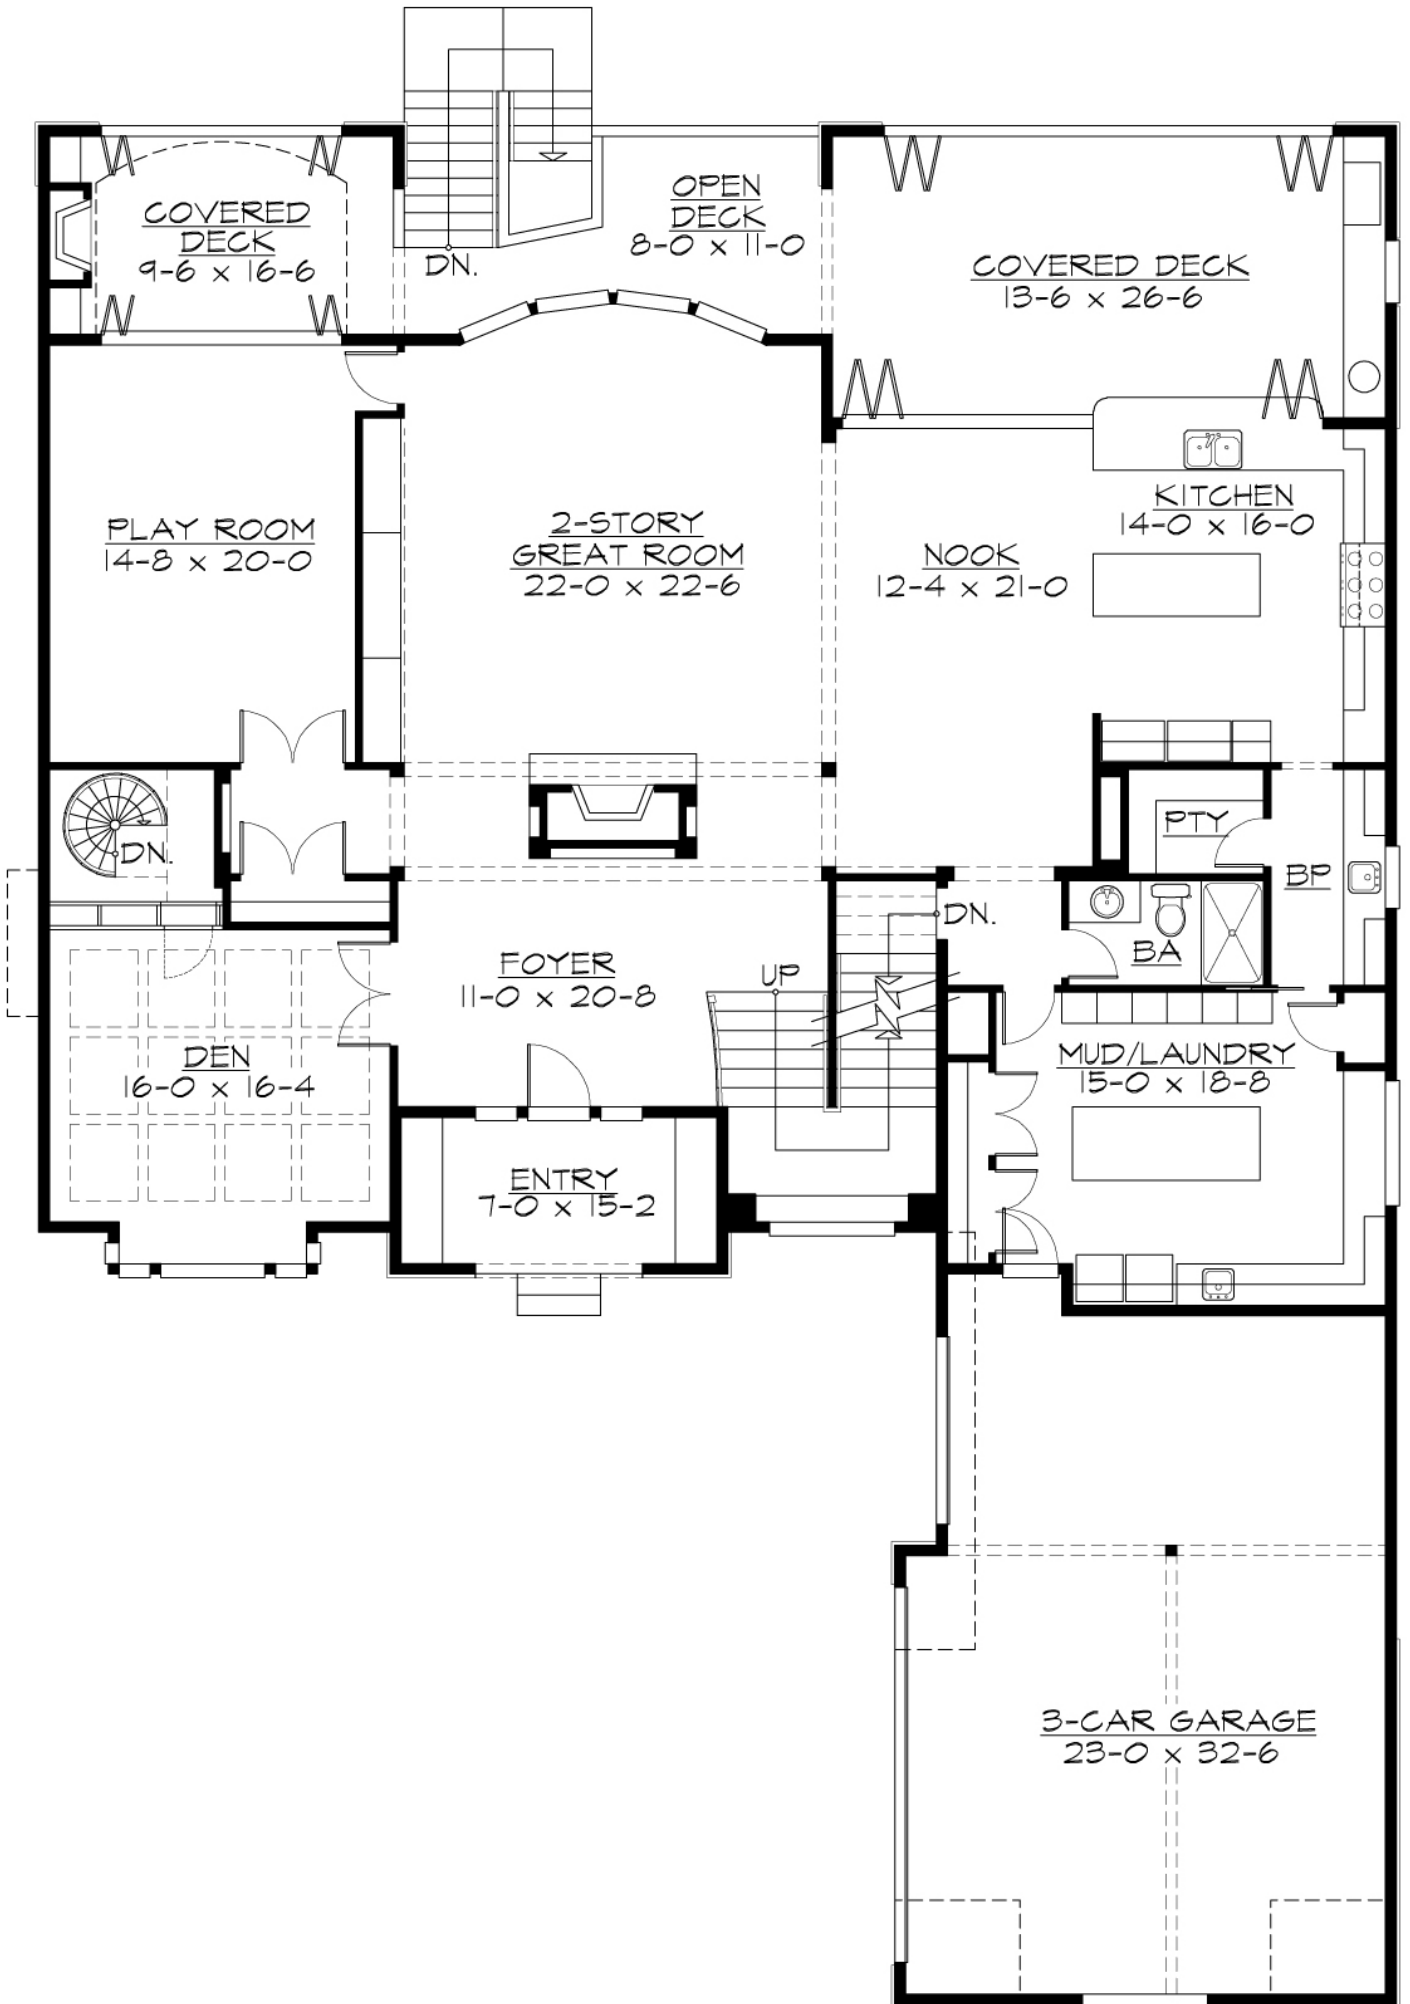 OPEN
DECK
8-0 x 11-0
COVERED
DECK
9-6 x 16-6
DN.
COVERED DECK
13-6 x 26-6
KITCHEN
14-0 x 16-0
PLAY ROOM
14-8 x 20-0
2-STORY
GREAT ROOM
22-0 x 22-6
NOOK
12-4 x 21-0
PTY
DN.
BP
DN.
BA
FOYER
11-0 x 20-8
UP
DEN
16-0 x 16-4
MUD/LAUNDRY
15-0 x 18-8
ENTRY
7-0 x 15-2
3-CAR GARAGE
23-0 x 32-6